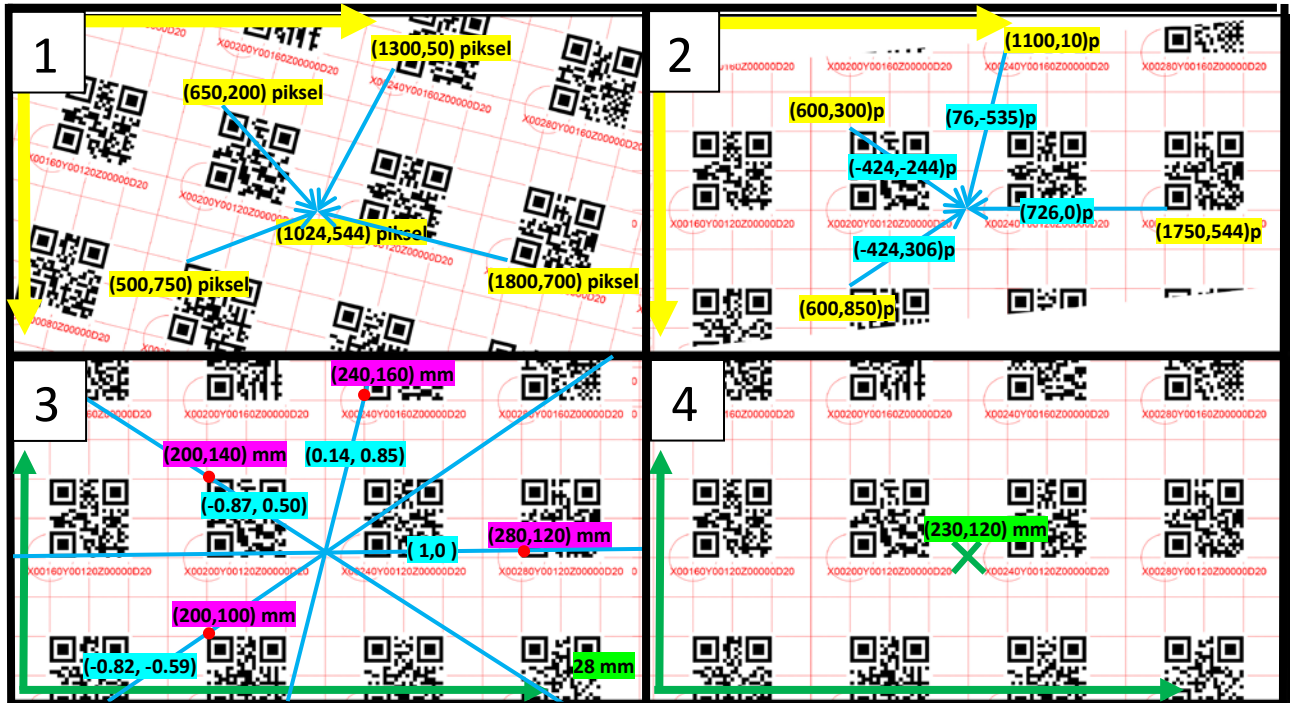 1
(1300,50) piksel
X00200Y00160Z00000D20
(650,200) piksel
X00240Y00160Z00000D20
X00280Y00160Z00000D20
X00160Y00120Z00000D20
X00200Y00120Z00000D20
(1024,544) piksel
(500,750) piksel
(1800,700) piksel
2
(1100,10)p
X00200Y00160Z00000D20
X00240Y00160Z00000D20
X00280Y00160Z00000D20
(600,300)p
(76,-535)p
(-424,-244)p
(726,0)p
X00160Y00120Z00000D20
X00200Y00120Z00000D20
X00240Y00120Z00000D20
X00280Y00120Z00000D20
(1750,544)p
(-424,306)p
(600,850)p
3
(240,160) mm
X00200Y00160Z00000D20
X00240Y00160Z00000D20
X00280Y00160Z00000D20
(200,140) mm
(0.14, 0.85)
(-0.87, 0.50)
(280,120) mm
( 1,0 )
X00160Y00120Z00000D20
X00200Y00120Z00000D20
X00240Y00120Z00000D20
X00280Y00120Z00000D20
(200,100) mm
(-0.82, -0.59)
28 mm
4
X00200Y00160Z00000D20
X00240Y00160Z00000D20
X00280Y00160Z00000D20
(230,120) mm
X00160Y00120Z00000D20
X00200Y00120Z00000D20
X00240Y00120Z00000D20
X00280Y00120Z00000D20